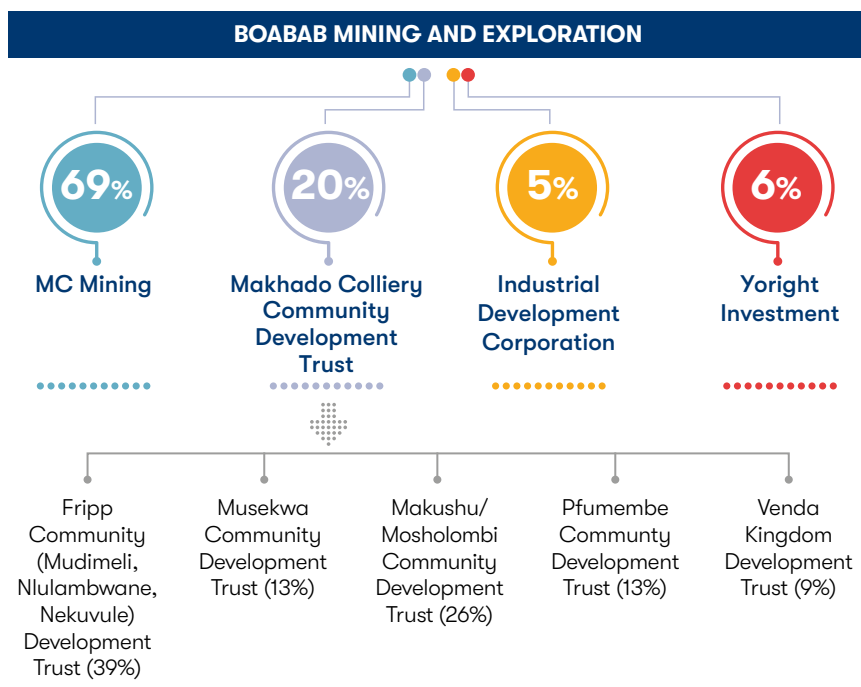 BOABAB MINING AND EXPLORATION
69%
MC Mining
20%
Makhado Colliery
Community
Development
Trust
5%
Industrial
Development
Corporation
6%
Yoright
Investment
Fripp
Community
(Mudimeli,
Nlulambwane,
Nekuvule)
Development
Trust (39%)
Musekwa
Community
Development
Trust (13%)
Makushu/
Mosholombi
Community
Development
Trust (26%)
Pfumembe
Communty
Development
Trust (13%)
Venda
Kingdom
Development
Trust (9%)